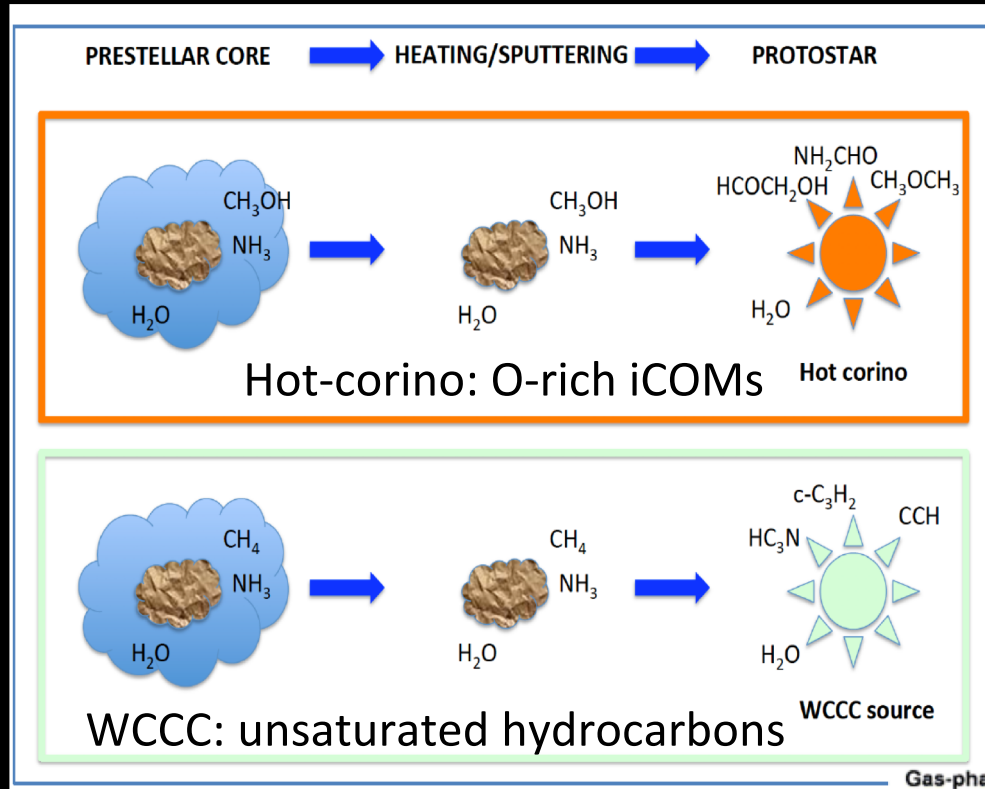 PRESTELLAR CORE HEATING/SPUTTERING PROTOSTAR
NH₂CHO
HCOCH₂OH CH₃OCH₃
CH₃OH CH₃OH
NH₃ NH₃
H₂O H₂O H₂O
Hot-corino: O-rich iCOMs Hot corino
c-C₃H₂
CCH
HC₃N
CH₄ CH₄
NH₃ NH₃
H₂O H₂O H₂O
WCCC: unsaturated hydrocarbons WCCC source
Gas-pha